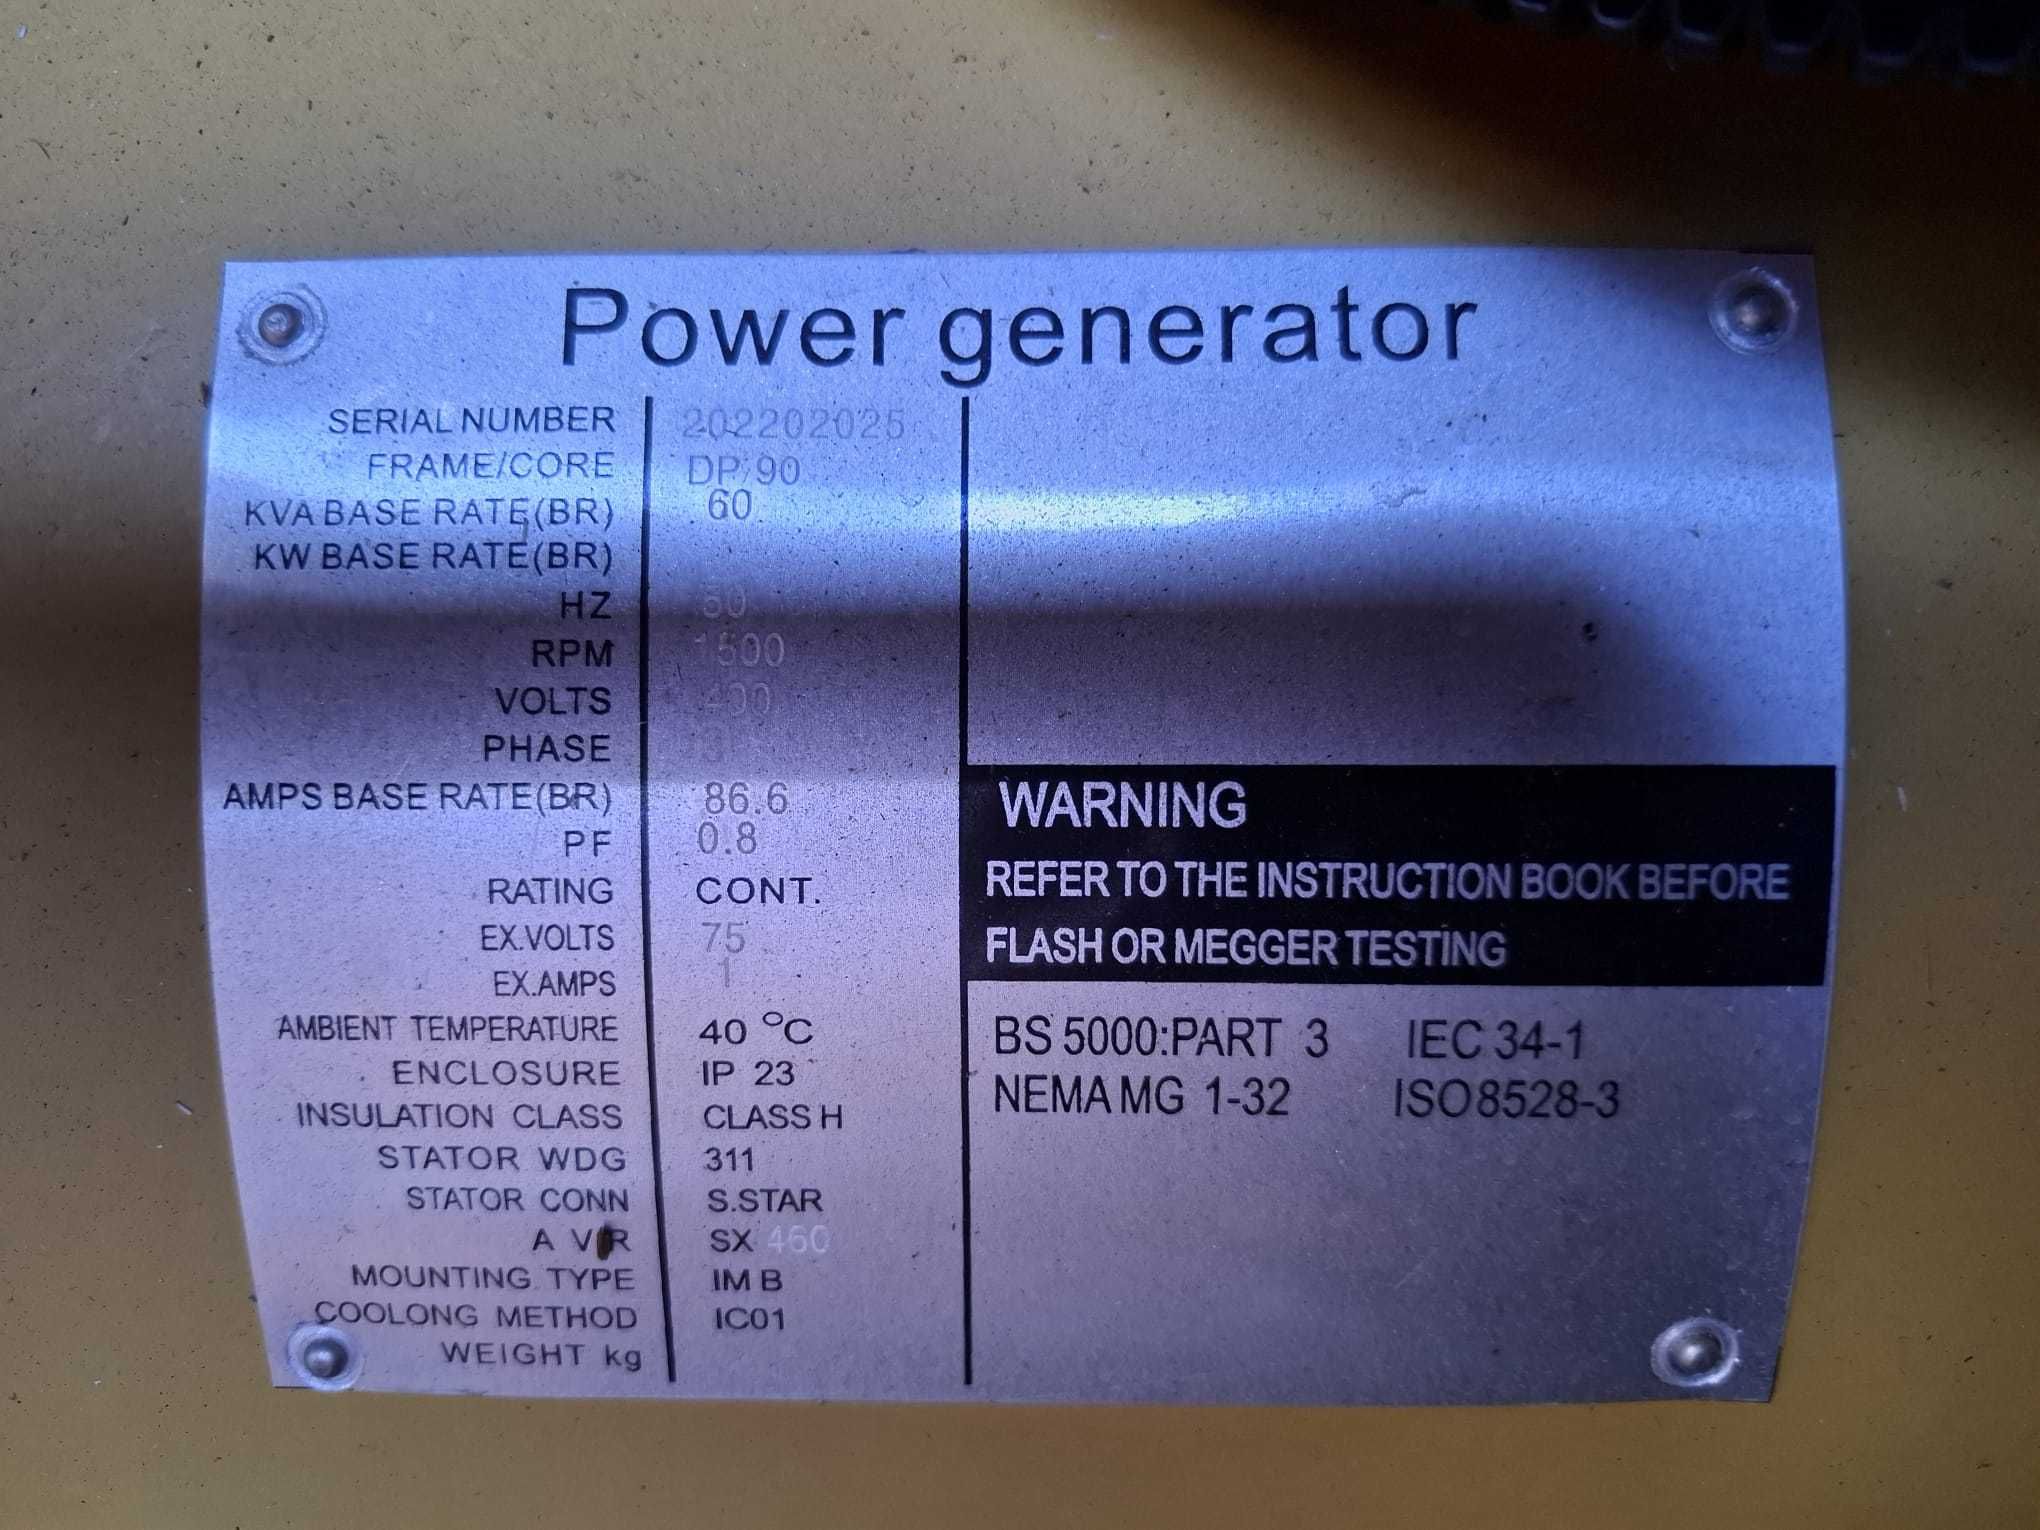 Power generator
SERIAL NUMBER 202202025
FRAME/CORE DP/90
KVA BASE RATE(BR) 60
KW BASE RATE(BR)
HZ 50
RPM 1500
VOLTS 400
PHASE 3
AMPS BASE RATE(BR) 86.6
PF 0.8
RATING CONT.
EX.VOLTS 75
EX.AMPS 1
AMBIENT TEMPERATURE 40 °C
ENCLOSURE IP 23
INSULATION CLASS CLASS H
STATOR WDG 311
STATOR CONN S.STAR
A V R SX 460
MOUNTING TYPE IM B
COOLONG METHOD IC01
WEIGHT kg
WARNING
REFER TO THE INSTRUCTION BOOK BEFORE
FLASH OR MEGGER TESTING
BS 5000:PART 3 IEC 34-1
NEMA MG 1-32 ISO8528-3